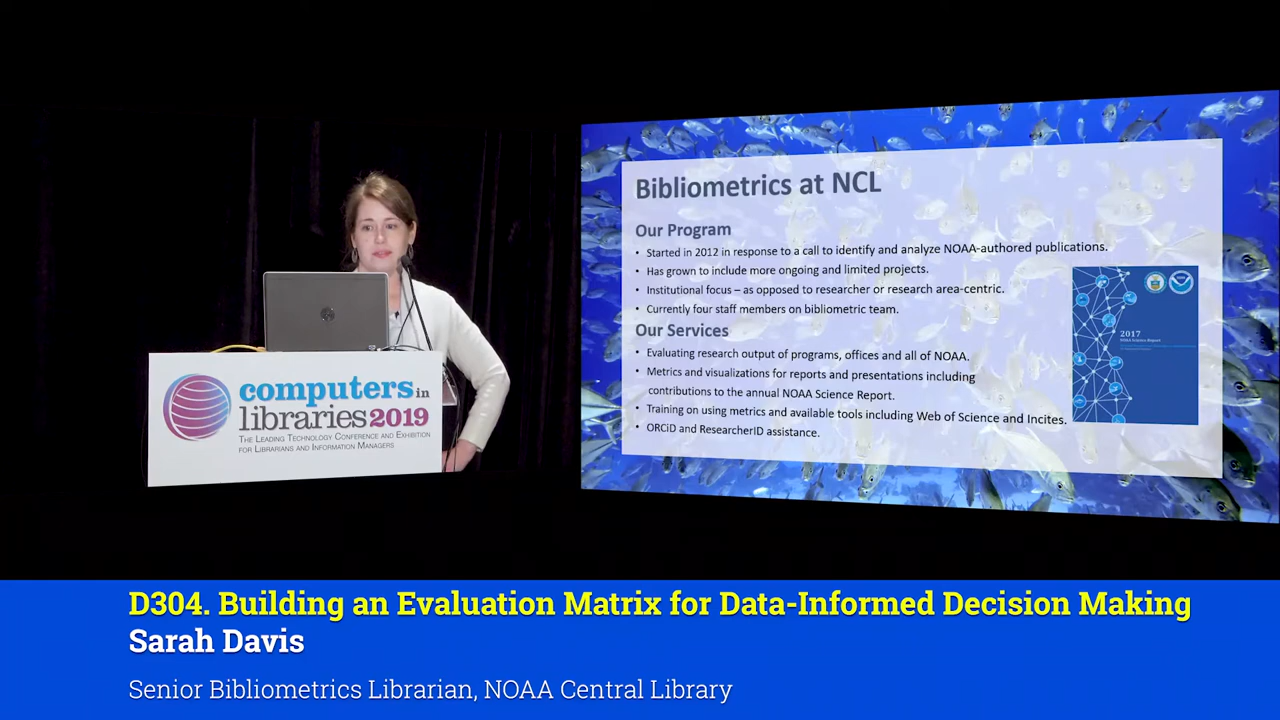 Bibliometrics at NCL
Our Program
• Started in 2012 in response to a call to identify and analyze NOAA-authored publications.
• Has grown to include more ongoing and limited projects.
• Institutional focus – as opposed to researcher or research area-centric.
• Currently four staff members on bibliometric team.
Our Services
• Evaluating research output of programs, offices and all of NOAA.
• Metrics and visualizations for reports and presentations including
contributions to the annual NOAA Science Report.
• Training on using metrics and available tools including Web of Science and Incites.
• ORCiD and ResearcherID assistance.
2017
NOAA Science Report
computers in
libraries 2019
The Leading Technology Conference and Exhibition
for Librarians and Information Managers
D304. Building an Evaluation Matrix for Data-Informed Decision Making
Sarah Davis
Senior Bibliometrics Librarian, NOAA Central Library